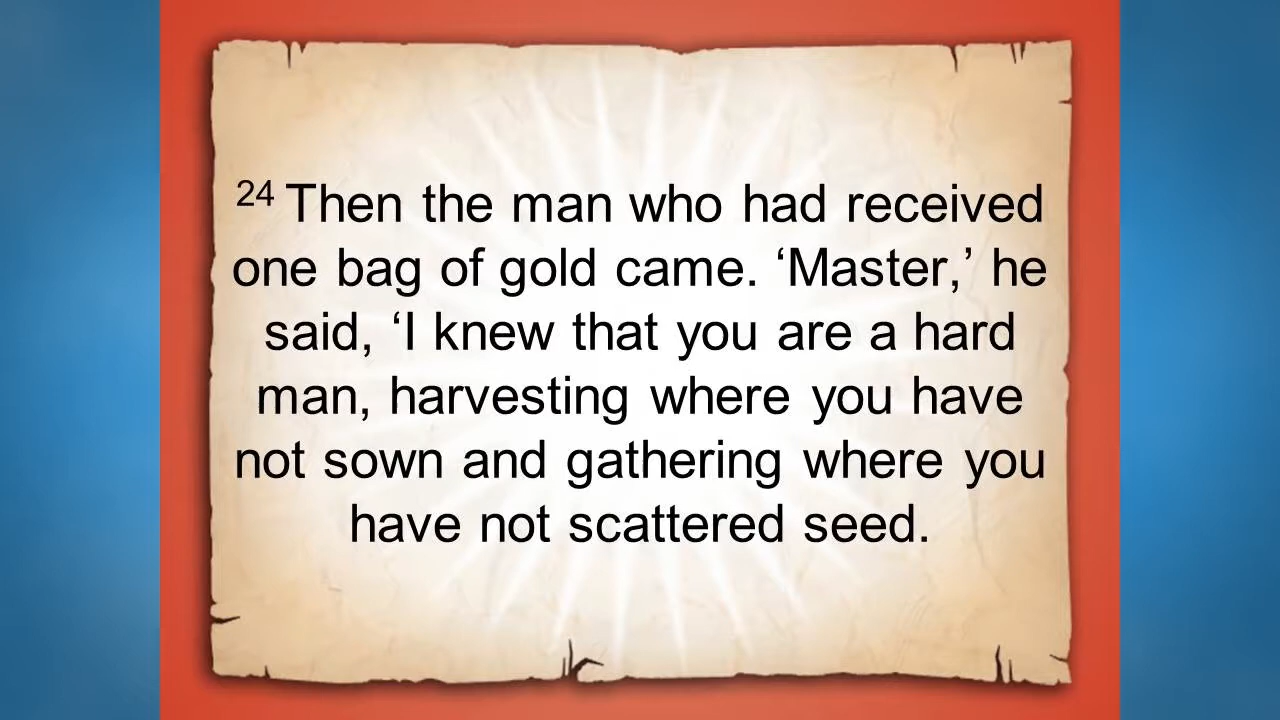 24 Then the man who had received
one bag of gold came. ‘Master,’ he
said, ‘I knew that you are a hard
man, harvesting where you have
not sown and gathering where you
have not scattered seed.